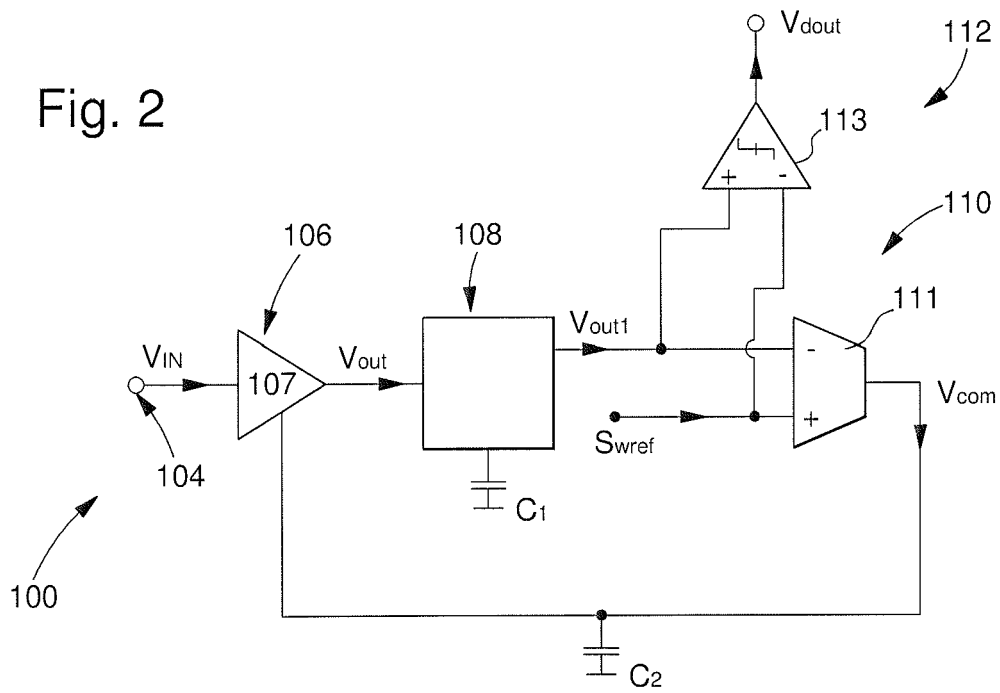 Fig. 2
Vdout
112
113
+ -
110
106
108
111
VIN
107
Vout
Vout1
-
Vcom
Swref
+
104
C1
100
C2